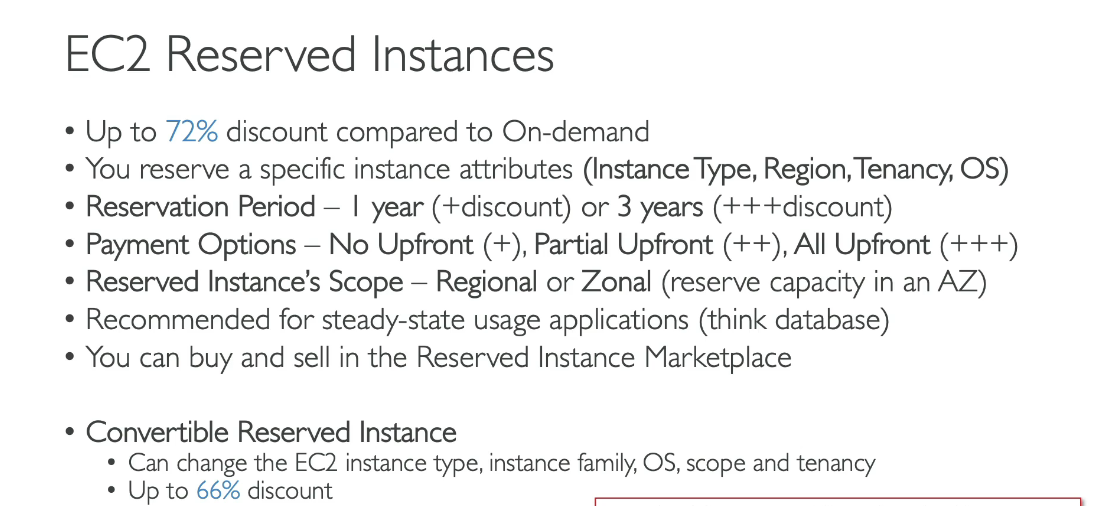 EC2 Reserved Instances
• Up to 72% discount compared to On-demand
• You reserve a specific instance attributes (Instance Type, Region, Tenancy, OS)
• Reservation Period – 1 year (+discount) or 3 years (+++discount)
• Payment Options – No Upfront (+), Partial Upfront (++), All Upfront (+++)
• Reserved Instance’s Scope – Regional or Zonal (reserve capacity in an AZ)
• Recommended for steady-state usage applications (think database)
• You can buy and sell in the Reserved Instance Marketplace
• Convertible Reserved Instance
• Can change the EC2 instance type, instance family, OS, scope and tenancy
• Up to 66% discount